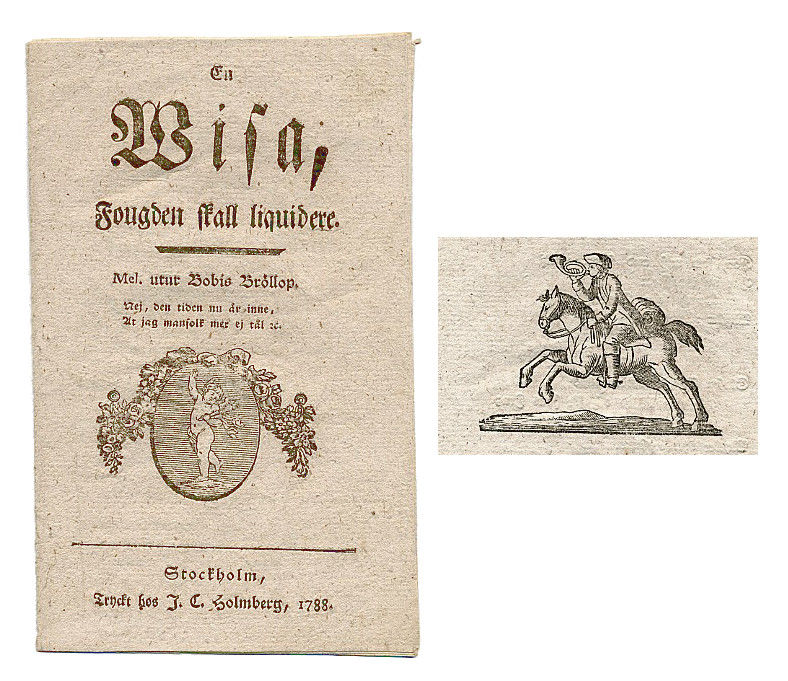 En
Wisa,
Fougden skall liquidere.
Mel. utur Bobis Bröllop.
Nej, den tiden nu är inne,
At jag manfolk mer ej tål ꝛc.
Stockholm,
Tryckt hos J. C. Holmberg, 1788.